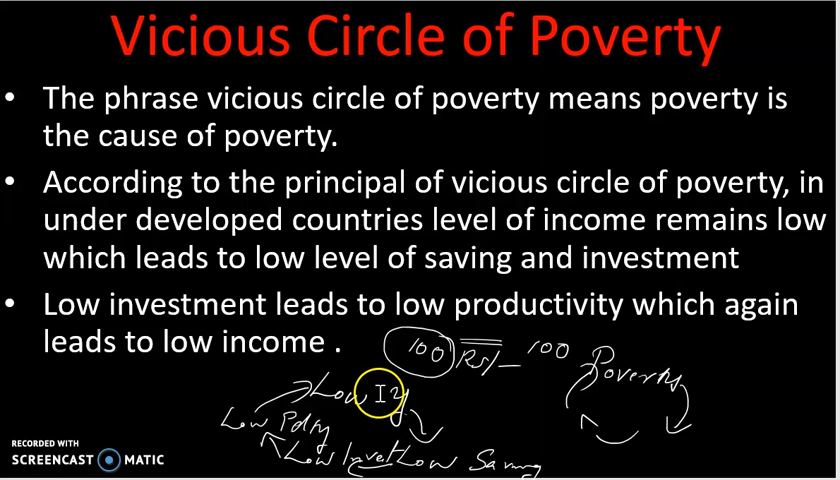 Vicious Circle of Poverty
• The phrase vicious circle of poverty means poverty is
the cause of poverty.
• According to the principal of vicious circle of poverty, in
under developed countries level of income remains low
which leads to low level of saving and investment
• Low investment leads to low productivity which again
leads to low income .
100 Rs/- 100 Poverty
Low
Low
Low Invet Low Saving
RECORDED WITH
SCREENCAST MATIC